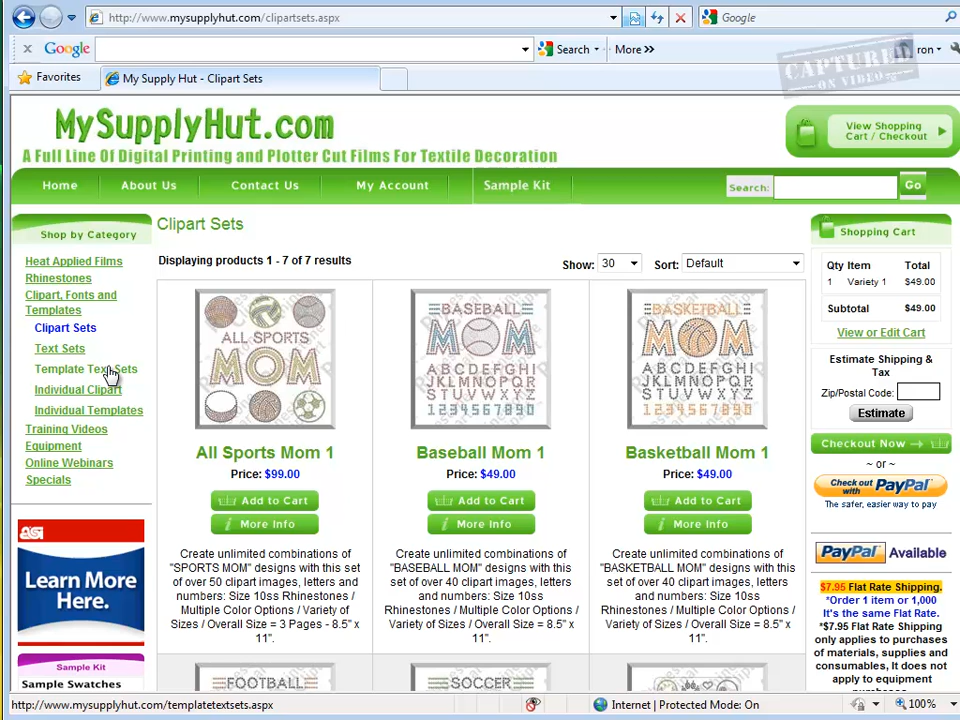 http://www.mysupplyhut.com/clipartsets.aspx
Google
x Google
Search
More >>
ron
Favorites
My Supply Hut - Clipart Sets
CAPTURED
ON VIDEO
MySupplyHut.com
A Full Line Of Digital Printing and Plotter Cut Films For Textile Decoration
View Shopping
Cart / Checkout
Home
About Us
Contact Us
My Account
Sample Kit
Search:
Go
Shop by Category
Heat Applied Films
Rhinestones
Clipart, Fonts and
Templates
Clipart Sets
Text Sets
Template Text Sets
Individual Clipart
Individual Templates
Training Videos
Equipment
Online Webinars
Specials
Learn More
Here.
Sample Kit
Sample Swatches
Clipart Sets
Displaying products 1 - 7 of 7 results
Show: 30
Sort: Default
ALL SPORTS
MOM
All Sports Mom 1
Price: $99.00
Add to Cart
More Info
Create unlimited combinations of
"SPORTS MOM" designs with this set
of over 50 clipart images, letters and
numbers: Size 10ss Rhinestones /
Multiple Color Options / Variety of
Sizes / Overall Size = 3 Pages - 8.5" x
11".
BASEBALL
MOM
ABCDEFGHI
JKLMNOPQR
STUVWXYZ
1234567890
Baseball Mom 1
Price: $49.00
Add to Cart
More Info
Create unlimited combinations of
"BASEBALL MOM" designs with this
set of over 40 clipart images, letters
and numbers: Size 10ss
Rhinestones / Multiple Color Options
/ Variety of Sizes / Overall Size = 8.5"
x 11".
BASKETBALL
MOM
ABCDEFGHI
JKLMNOPQR
STUVWXYZ
1234567890
Basketball Mom 1
Price: $49.00
Add to Cart
More Info
Create unlimited combinations of
"BASKETBALL MOM" designs with this
set of over 40 clipart images, letters
and numbers: Size 10ss
Rhinestones / Multiple Color Options
/ Variety of Sizes / Overall Size = 8.5"
x 11".
FOOTBALL
SOCCER
Shopping Cart
Qty Item Total
1 Variety 1 $49.00
Subtotal $49.00
View or Edit Cart
Estimate Shipping &
Tax
Zip/Postal Code:
Estimate
Checkout Now
~ or ~
Check out with PayPal
The safer, easier way to pay
PayPal Available
$7.95 Flat Rate Shipping.
*Order 1 item or 1,000
It's the same Flat Rate.
*$7.95 Flat Rate Shipping
only applies to purchases
of materials, supplies and
consumables, It does not
apply to equipment
http://www.mysupplyhut.com/templatetextsets.aspx
Internet | Protected Mode: On
100%